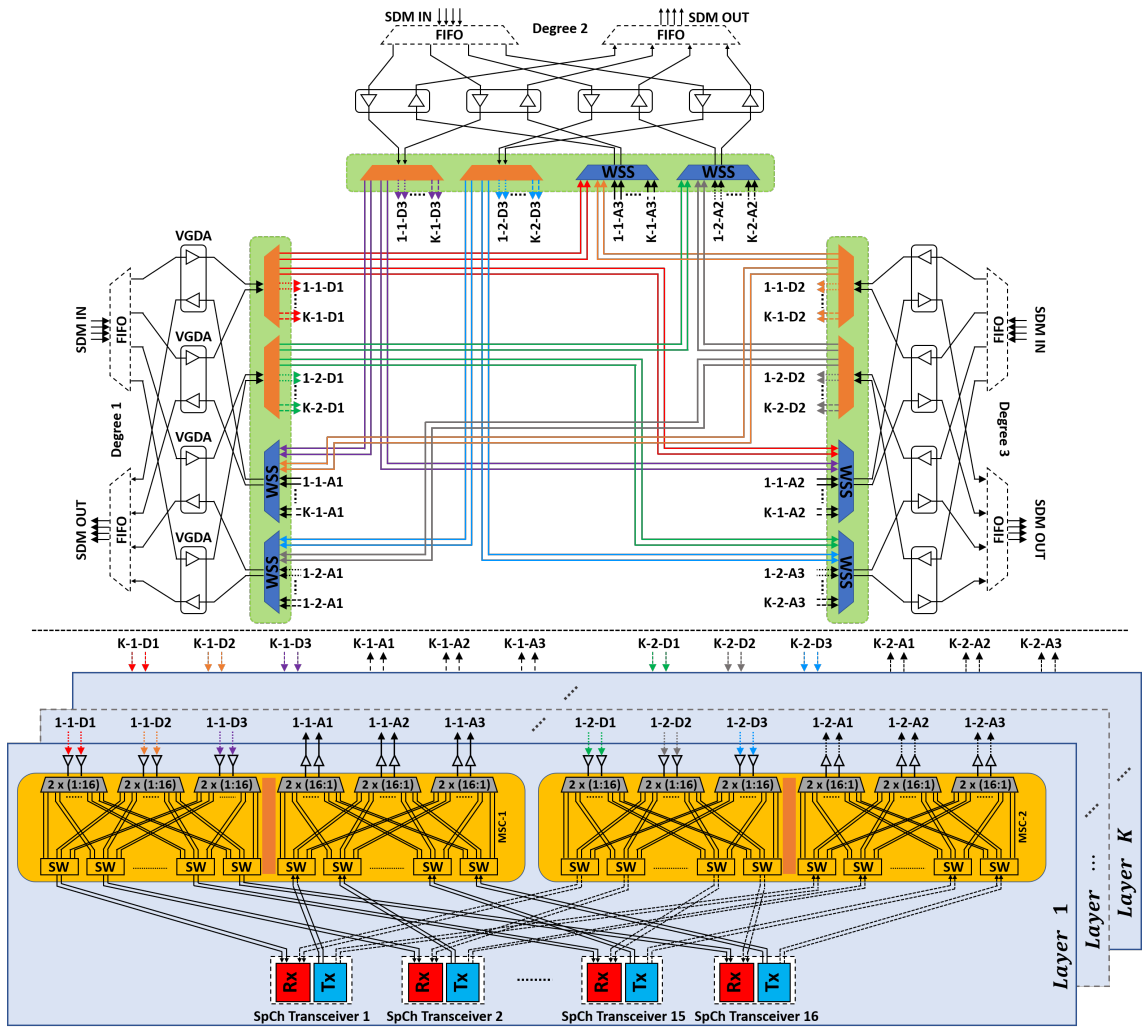 SDM IN
SDM OUT
Degree 2
FIFO
FIFO
WSS
WSS
1-1-D3
K-1-D3
1-2-D3
K-2-D3
1-1-A3
K-1-A3
1-2-A2
K-2-A2
VGDA
VGDA
VGDA
VGDA
SDM IN
FIFO
Degree 1
SDM OUT
FIFO
1-1-D1
K-1-D1
1-2-D1
K-2-D1
WSS
1-1-A1
K-1-A1
WSS
1-2-A1
1-2-A1
1-1-D2
K-1-D2
1-2-D2
K-2-D2
WSS
1-1-A2
K-1-A2
WSS
1-2-A3
K-2-A3
FIFO
SDM IN
Degree 3
FIFO
SDM OUT
K-1-D1 K-1-D2 K-1-D3 K-1-A1 K-1-A2 K-1-A3 K-2-D1 K-2-D2 K-2-D3 K-2-A1 K-2-A2 K-2-A3
1-1-D1 1-1-D2 1-1-D3 1-1-A1 1-1-A2 1-1-A3 1-2-D1 1-2-D2 1-2-D3 1-2-A1 1-2-A2 1-2-A3
2 x (1:16) 2 x (1:16) 2 x (1:16) 2 x (16:1) 2 x (16:1) 2 x (16:1) 2 x (1:16) 2 x (1:16) 2 x (1:16) 2 x (16:1) 2 x (16:1) 2 x (16:1)
MSC-1
MSC-2
SW SW SW SW SW SW SW SW SW SW SW SW SW SW SW SW
Rx Tx Rx Tx Rx Tx Rx Tx
SpCh Transceiver 1 SpCh Transceiver 2 SpCh Transceiver 15 SpCh Transceiver 16
Layer 1
Layer ...
Layer K